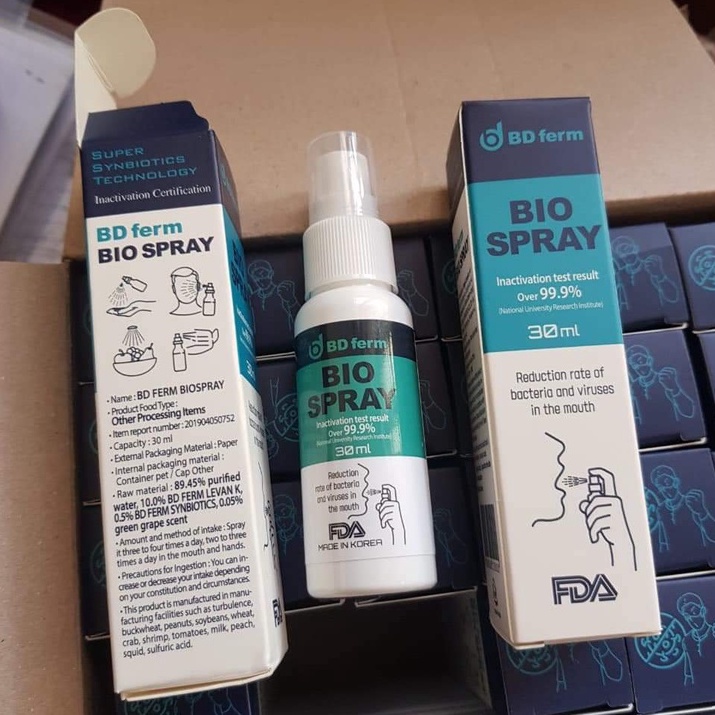 SUPER
SYNBIOTICS
TECHNOLOGY
Inactivation Certification
BD ferm
BIO SPRAY
• Name : BD FERM BIOSPRAY
• Product Food Type :
Other Processing Items
• Item report number : 201904050752
• Capacity : 30 ml
• External Packaging Material : Paper
• Internal packaging material :
Container pet / Cap Other
• Raw material : 89.45% purified
water, 10.0% BD FERM LEVAN K,
0.5% BD FERM SYNBIOTICS, 0.05%
green grape scent
• Amount and method of intake : Spray
it three to four times a day, two to three
times a day in the mouth and hands.
• Precautions for Ingestion : You can in-
crease or decrease your intake depending
on your constitution and circumstances.
• This product is manufactured in manu-
facturing facilities such as turbulence,
buckwheat, peanuts, soybeans, wheat,
crab, shrimp, tomatoes, milk, peach,
squid, sulfuric acid.
BD ferm
BIO
SPRAY
Inactivation test result
Over 99.9%
(National University Research Institute)
30 ml
Reduction
rate of bacteria
and viruses in
the mouth
FDA
MADE IN KOREA
BD ferm
BIO
SPRAY
Inactivation test result
Over 99.9%
(National University Research Institute)
30 ml
Reduction rate of
bacteria and viruses
in the mouth
FDA